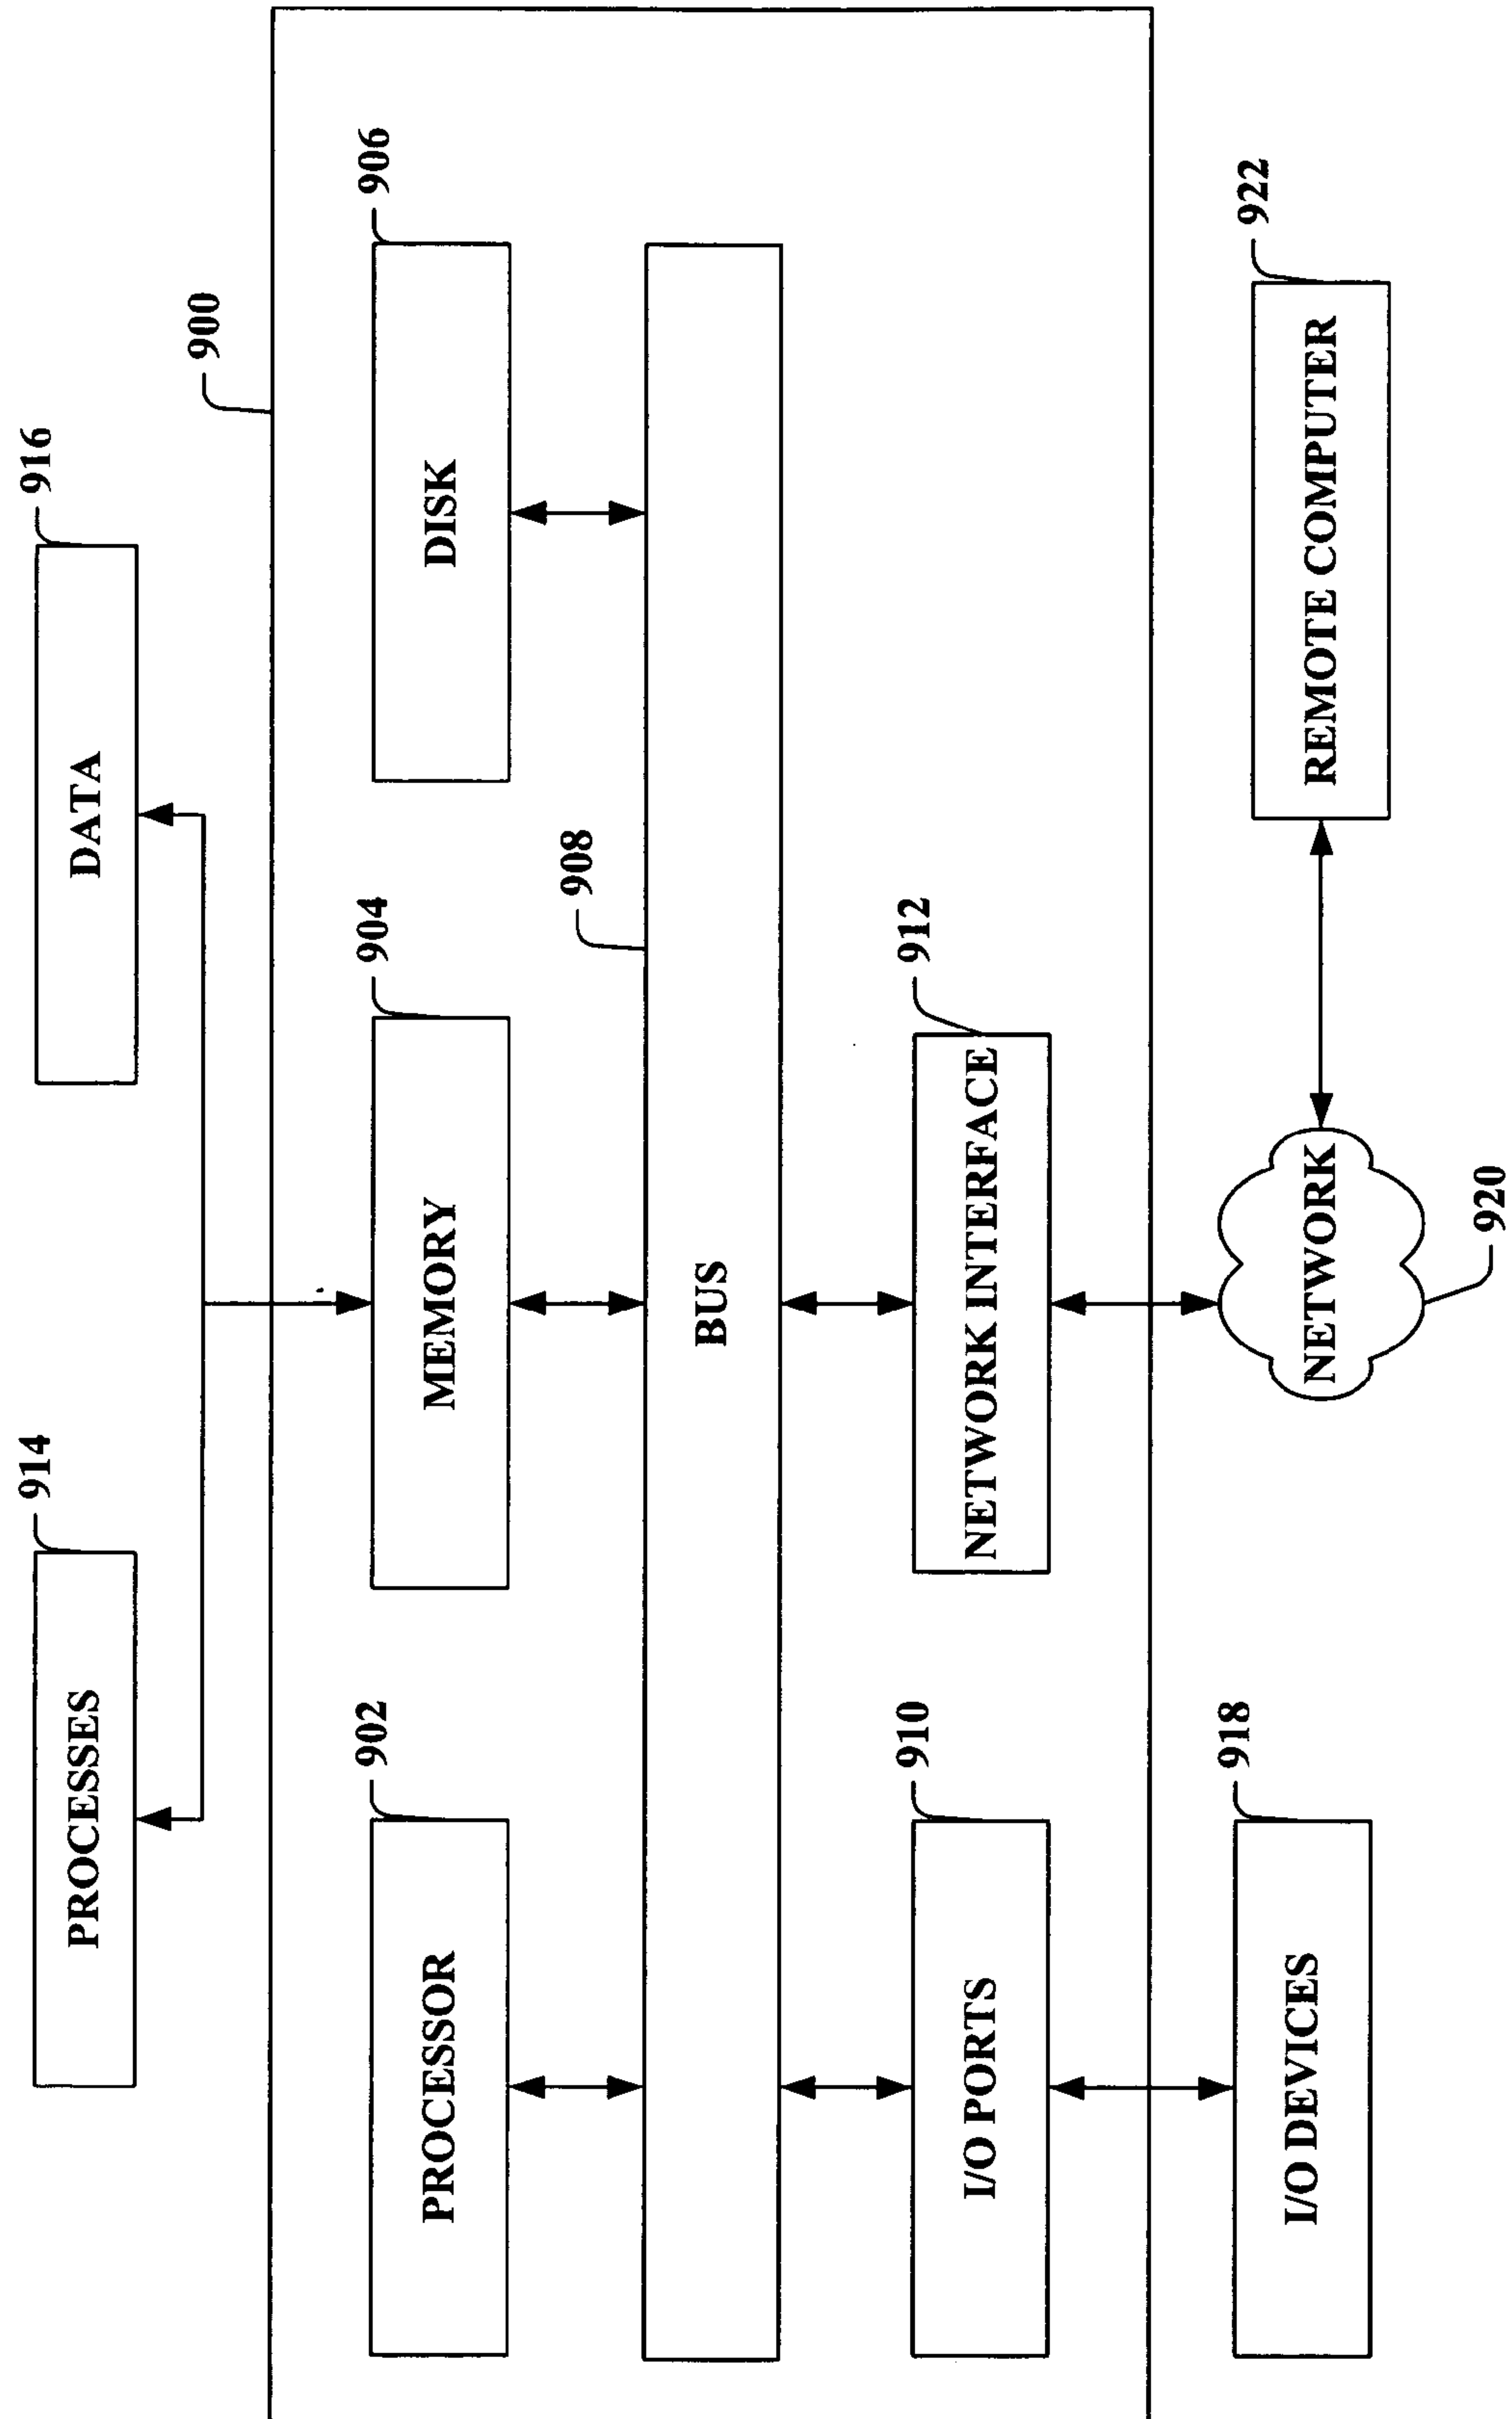 914
916
PROCESSES
DATA
900
902
904
906
PROCESSOR
MEMORY
DISK
908
BUS
910
912
I/O PORTS
NETWORK INTERFACE
918
922
I/O DEVICES
NETWORK
REMOTE COMPUTER
920